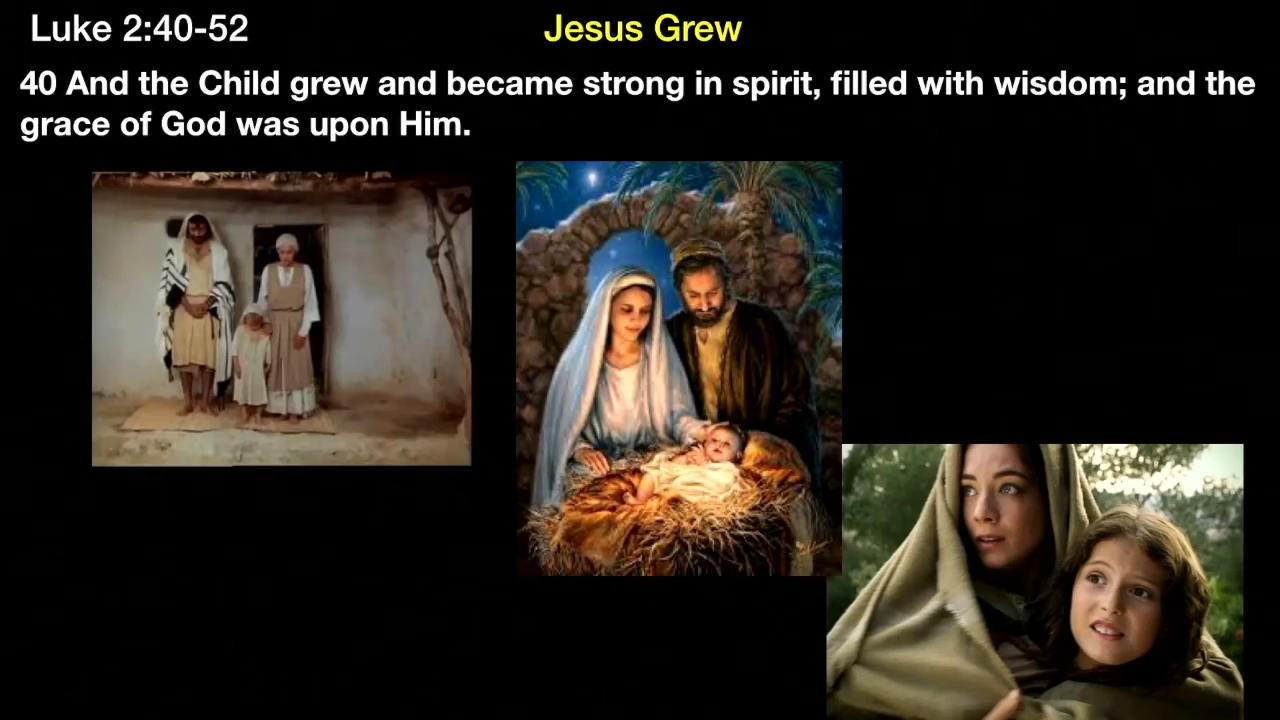 Luke 2:40-52
Jesus Grew
40 And the Child grew and became strong in spirit, filled with wisdom; and the
grace of God was upon Him.